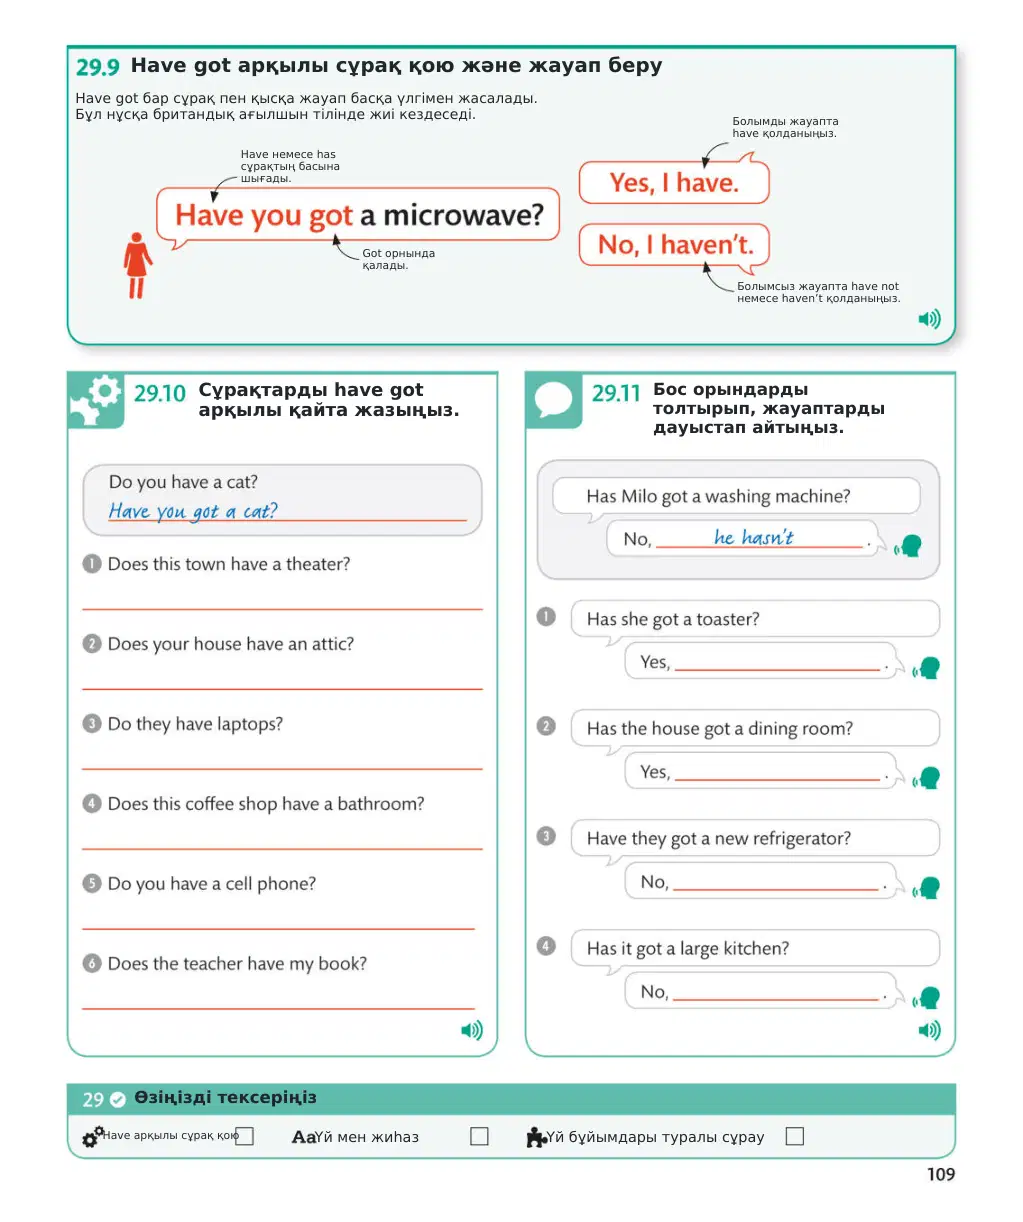 29.9 Have got арқылы сұрақ қою және жауап беру
Have got бар сұрақ пен қысқа жауап басқа үлгімен жасалады.
Бұл нұсқа британдық ағылшын тілінде жиі кездеседі.
Have немесе has
сұрақтың басына
шығады.
Have you got a microwave?
Got орнында
қалады.
Болымды жауапта
have қолданыңыз.
Yes, I have.
No, I haven't.
Болымсыз жауапта have not
немесе haven’t қолданыңыз.
29.10 Сұрақтарды have got
арқылы қайта жазыңыз.
Do you have a cat?
Have you got a cat?
1 Does this town have a theater?
2 Does your house have an attic?
3 Do they have laptops?
4 Does this coffee shop have a bathroom?
5 Do you have a cell phone?
6 Does the teacher have my book?
29.11 Бос орындарды
толтырып, жауаптарды
дауыстап айтыңыз.
Has Milo got a washing machine?
No, he hasn't .
1 Has she got a toaster?
Yes, .
2 Has the house got a dining room?
Yes, .
3 Have they got a new refrigerator?
No, .
4 Has it got a large kitchen?
No, .
29 Өзіңізді тексеріңіз
Have арқылы сұрақ қою
Aa Үй мен жиһаз
Үй бұйымдары туралы сұрау
109